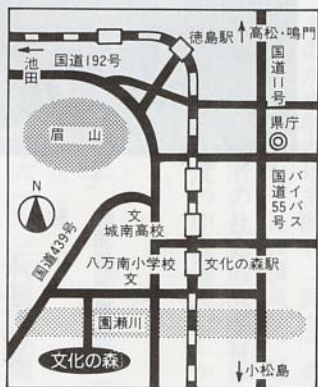 徳島駅
↑高松・鳴門
国道11号
←
池田
国道192号
県庁
眉 山
バイパス
国道55号
N
国道439号
文
城南高校
八万南小学校
文
文化の森駅
園瀬川
文化の森
↓小松島